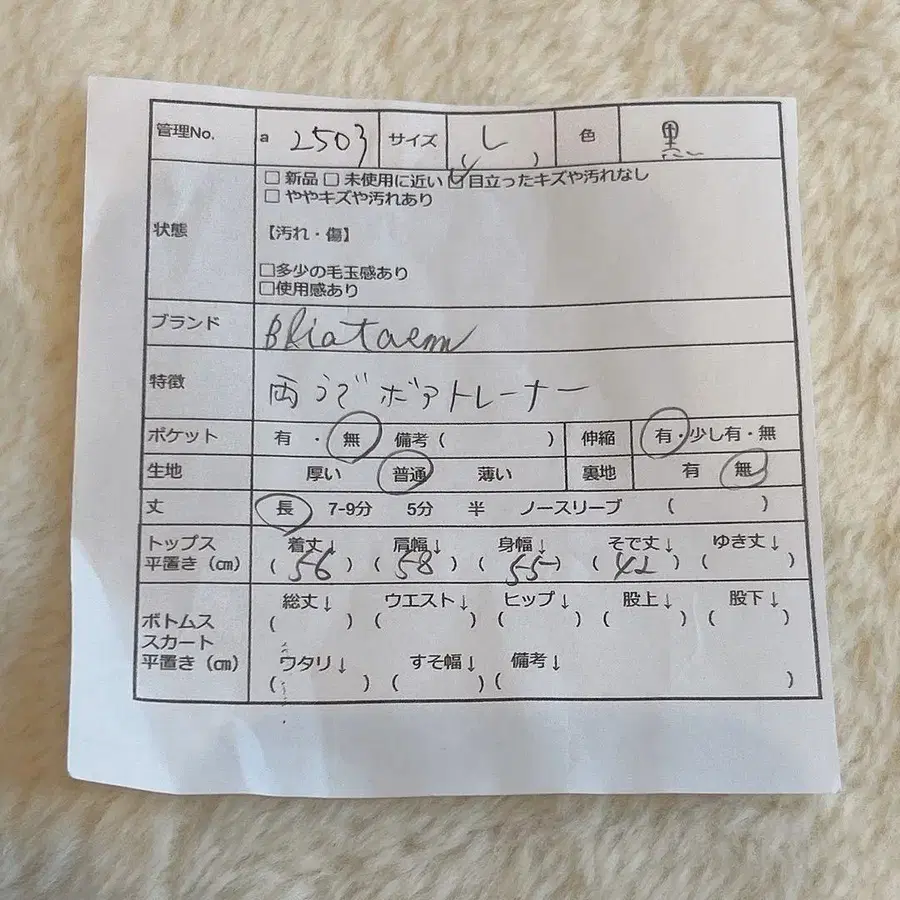 管理No. a 2503 サイズ L ( ) 色 黒
□ 新品 □ 未使用に近い ☑ 目立ったキズや汚れなし
□ ややキズや汚れあり
状態
【汚れ・傷】
□多少の毛玉感あり
□使用感あり
ブランド
特徴 両うでボアトレーナー
ポケット 有 ・ 無 備考 ( ) 伸縮 有・少し有・無
生地 厚い 普通 薄い 裏地 有 無
丈 長 7-9分 5分 半 ノースリーブ ( )
トップス 着丈↓ 肩幅↓ 身幅↓ そで丈↓ ゆき丈↓
平置き (㎝) (56) (58) (55) (42) ( )
総丈↓ ウエスト↓ ヒップ↓ 股上↓ 股下↓
ボトムス ( ) ( ) ( ) ( ) ( )
スカート
平置き (㎝) ワタリ↓ すそ幅↓ 備考↓
( ) ( ) ( )